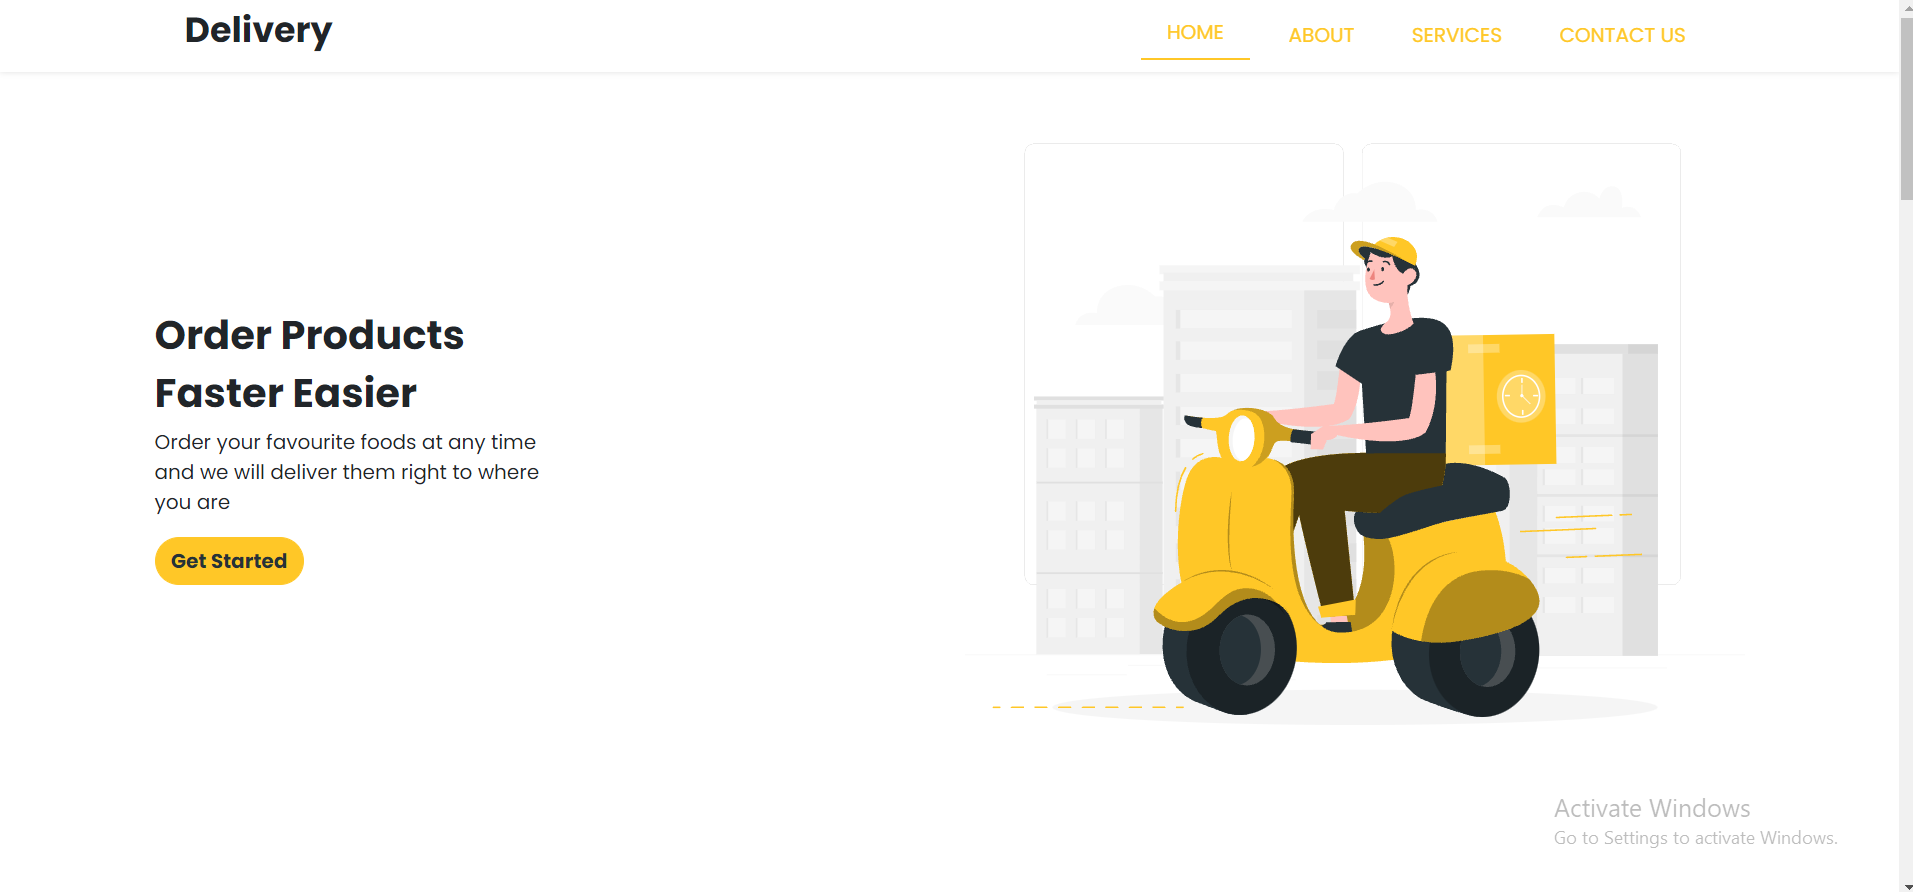 Delivery
HOME
ABOUT
SERVICES
CONTACT US
Order Products
Faster Easier
Order your favourite foods at any time
and we will deliver them right to where
you are
Get Started
Activate Windows
Go to Settings to activate Windows.